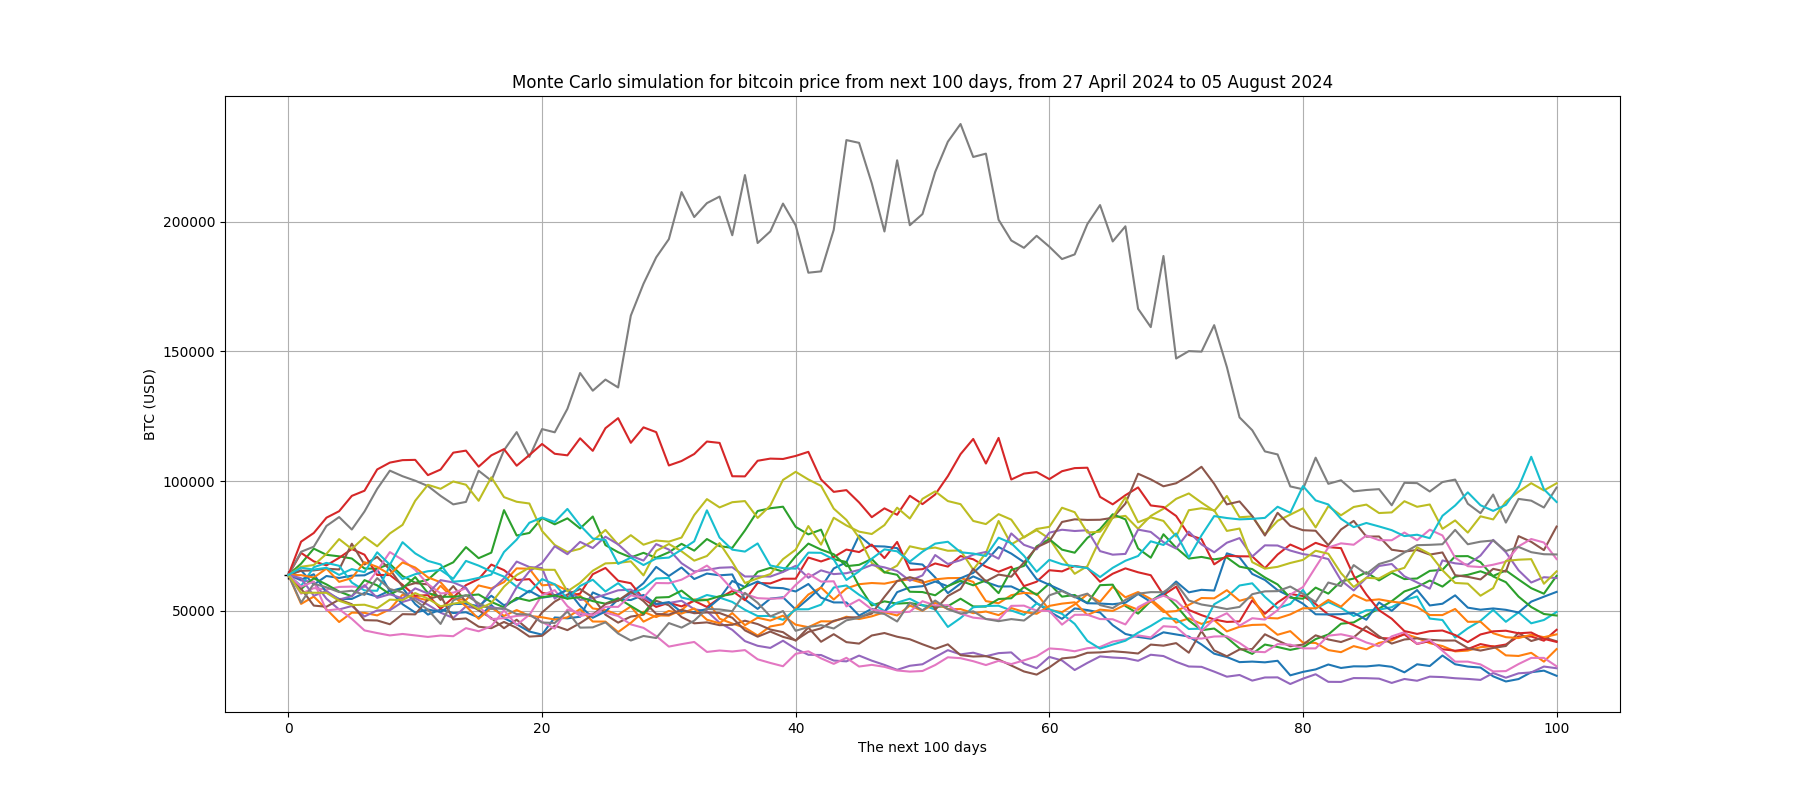 Monte Carlo simulation for bitcoin price from next 100 days, from 27 April 2024 to 05 August 2024
200000
150000
100000
50000
BTC (USD)
0 20 40 60 80 100
The next 100 days